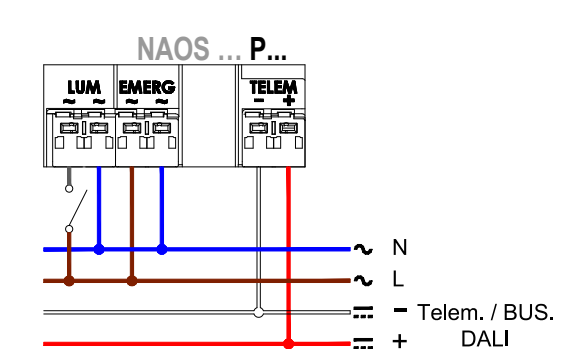 NAOS ... P...
LUM EMERG TELEM
~ ~ ~ ~ − +
~ N
~ L
− Telem. / BUS.
+ DALI